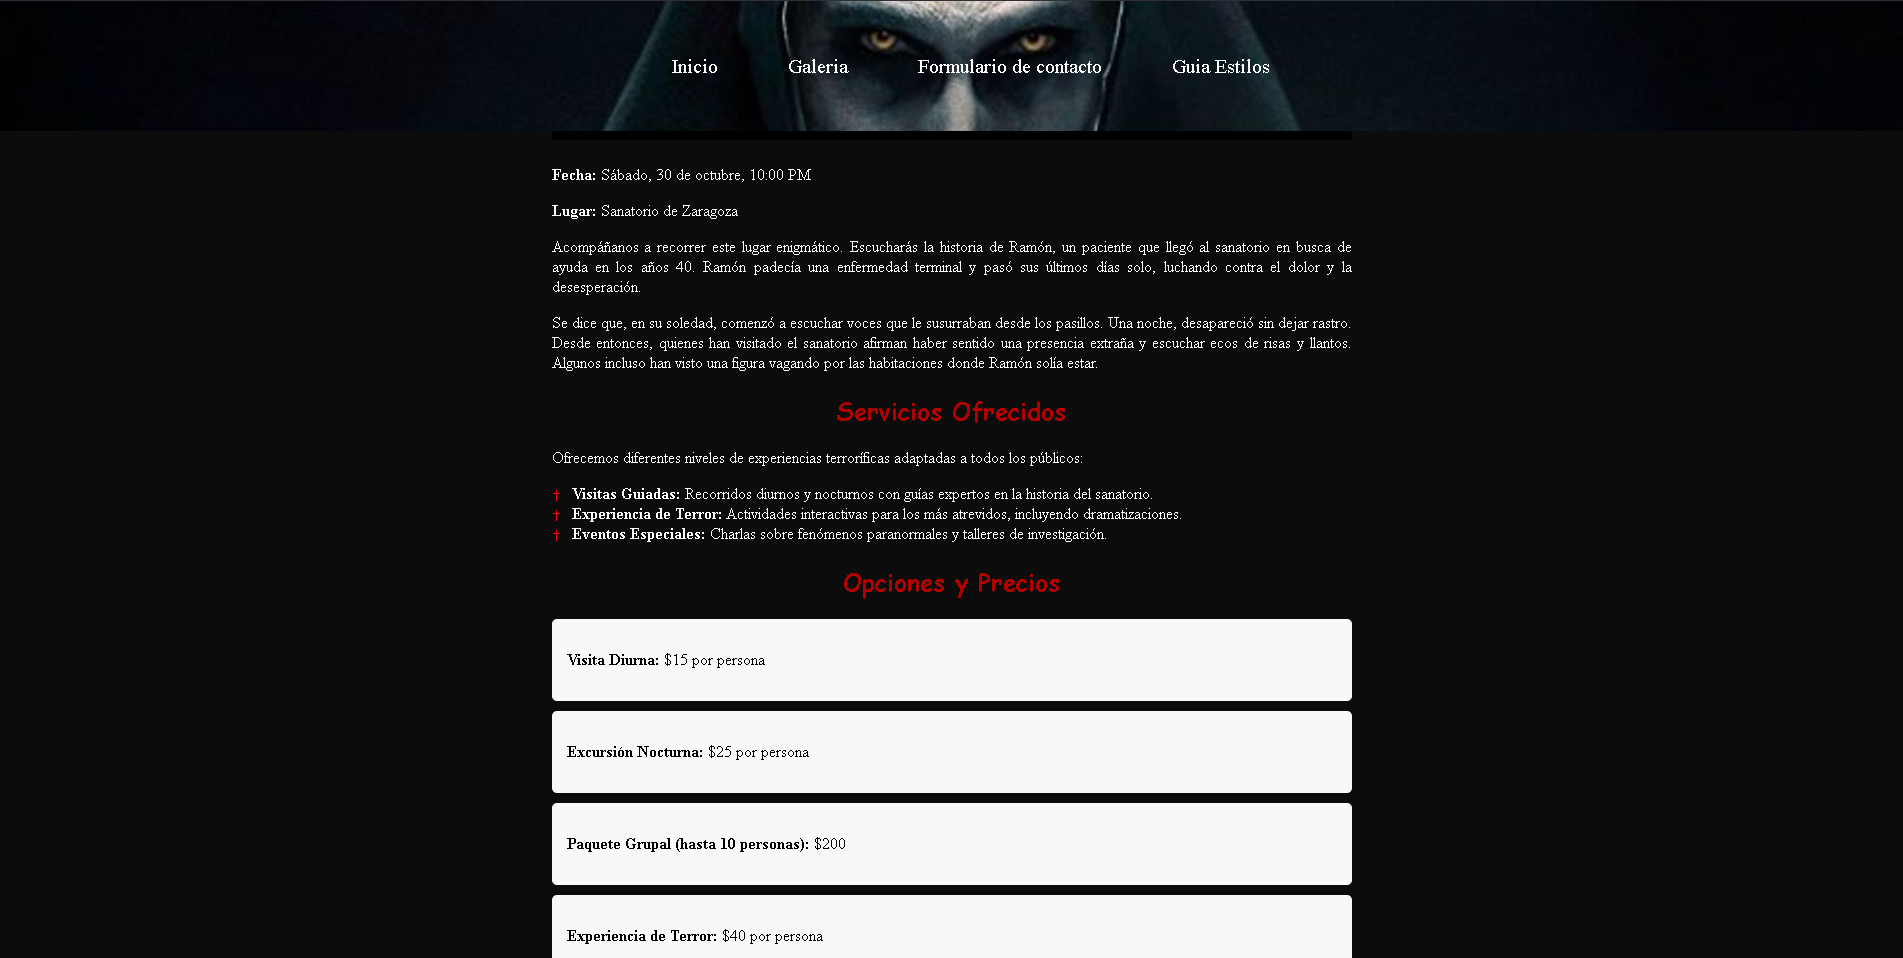 Inicio Galeria Formulario de contacto Guia Estilos
Fecha: Sábado, 30 de octubre, 10:00 PM
Lugar: Sanatorio de Zaragoza
Acompáñanos a recorrer este lugar enigmático. Escucharás la historia de Ramón, un paciente que llegó al sanatorio en busca de
ayuda en los años 40. Ramón padecía una enfermedad terminal y pasó sus últimos días solo, luchando contra el dolor y la
desesperación.
Se dice que, en su soledad, comenzó a escuchar voces que le susurraban desde los pasillos. Una noche, desapareció sin dejar rastro.
Desde entonces, quienes han visitado el sanatorio afirman haber sentido una presencia extraña y escuchar ecos de risas y llantos.
Algunos incluso han visto una figura vagando por las habitaciones donde Ramón solía estar.
Servicios Ofrecidos
Ofrecemos diferentes niveles de experiencias terroríficas adaptadas a todos los públicos:
† Visitas Guiadas: Recorridos diurnos y nocturnos con guías expertos en la historia del sanatorio.
† Experiencia de Terror: Actividades interactivas para los más atrevidos, incluyendo dramatizaciones.
† Eventos Especiales: Charlas sobre fenómenos paranormales y talleres de investigación.
Opciones y Precios
Visita Diurna: $15 por persona
Excursión Nocturna: $25 por persona
Paquete Grupal (hasta 10 personas): $200
Experiencia de Terror: $40 por persona